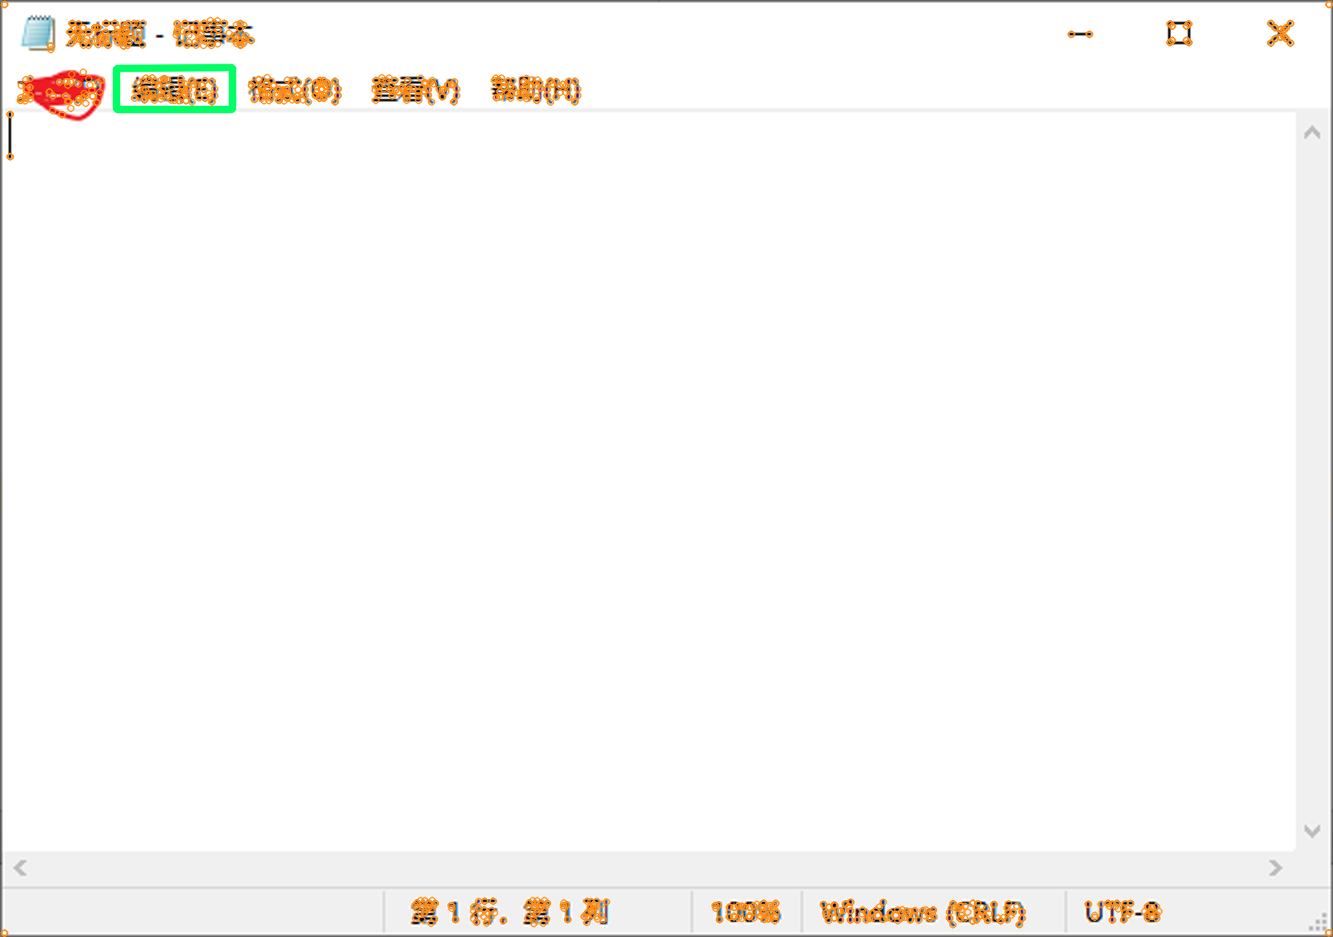 无标题 - 记事本
编辑(E) 格式(O) 查看(V) 帮助(H)
第 1 行，第 1 列 100% Windows (CRLF) UTF-8